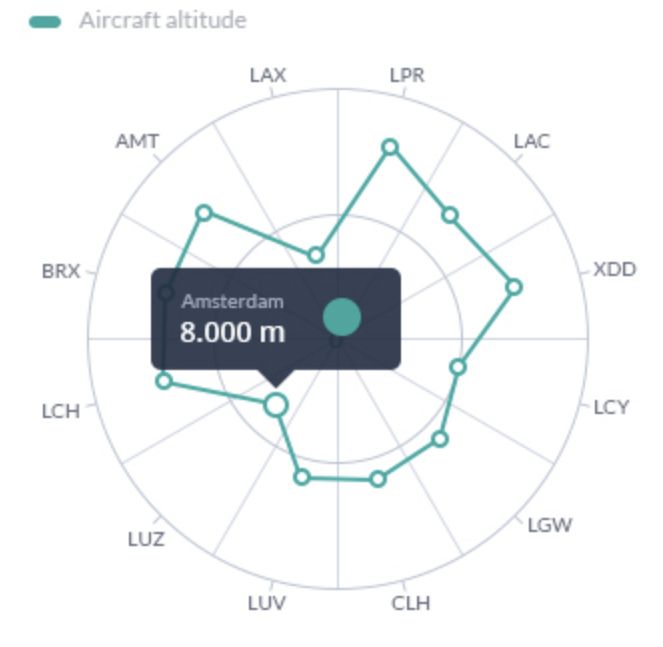 Aircraft altitude
LAX
LPR
AMT
LAC
BRX
XDD
Amsterdam
8.000 m
LCH
LCY
LUZ
LGW
LUV
CLH